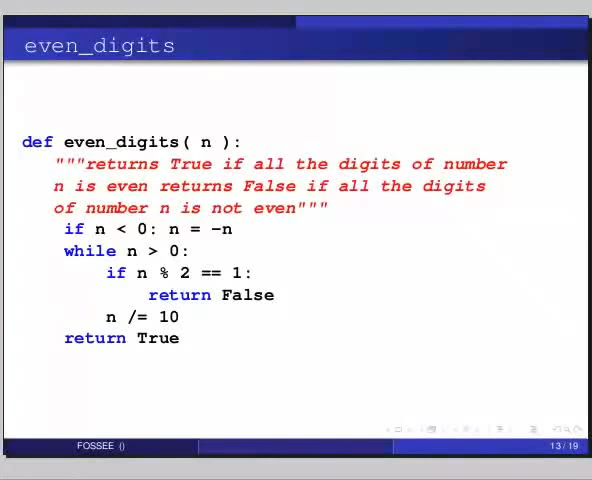 even_digits
def even_digits( n ):
"""returns True if all the digits of number
n is even returns False if all the digits
of number n is not even"""
if n < 0: n = -n
while n > 0:
if n % 2 == 1:
return False
n /= 10
return True
FOSSEE ()
13 / 19